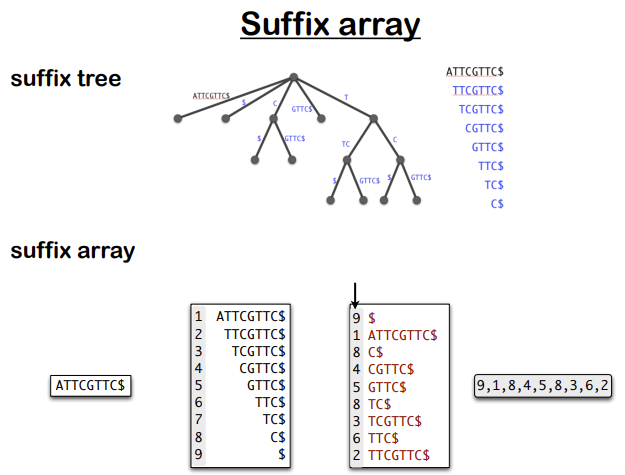 Suffix array
suffix tree
ATTCGTTC$
$
C
GTTC$
T
$
GTTC$
TC
C
$
GTTC$
$
GTTC$
ATTCGTTC$
TTCGTTC$
TCGTTC$
CGTTC$
GTTC$
TTC$
TC$
C$
suffix array
ATTCGTTC$
1 ATTCGTTC$
2 TTCGTTC$
3 TCGTTC$
4 CGTTC$
5 GTTC$
6 TTC$
7 TC$
8 C$
9 $
9 $
1 ATTCGTTC$
8 C$
4 CGTTC$
5 GTTC$
8 TC$
3 TCGTTC$
6 TTC$
2 TTCGTTC$
9,1,8,4,5,8,3,6,2